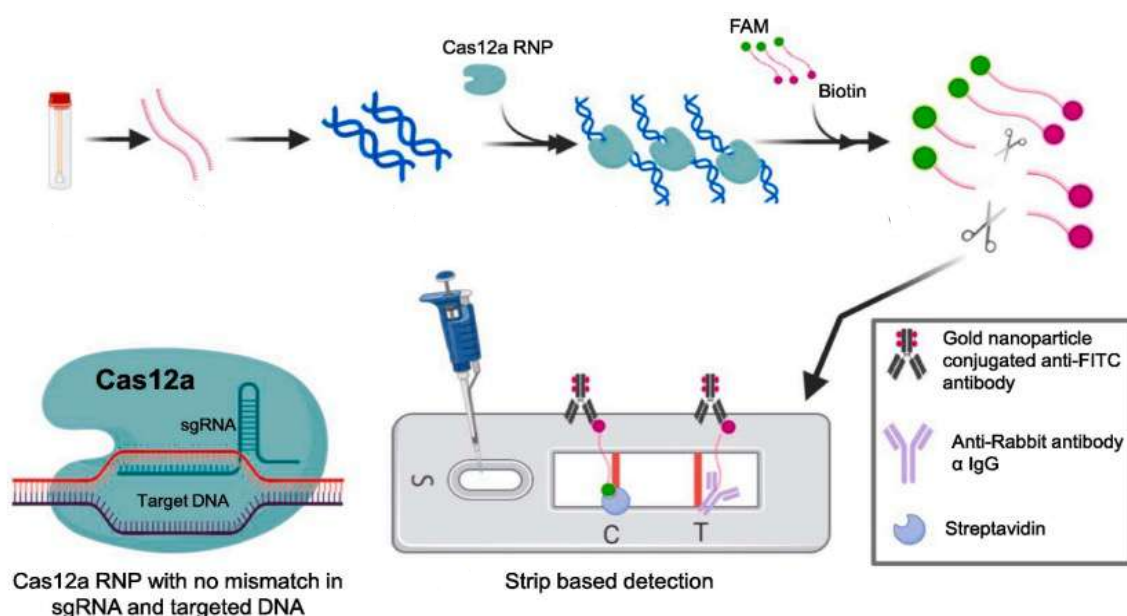 FAM
Cas12a RNP
Biotin
Cas12a
sgRNA
Target DNA
Cas12a RNP with no mismatch in
sgRNA and targeted DNA
S
C
T
Strip based detection
Gold nanoparticle
conjugated anti-FITC
antibody
Anti-Rabbit antibody
α IgG
Streptavidin